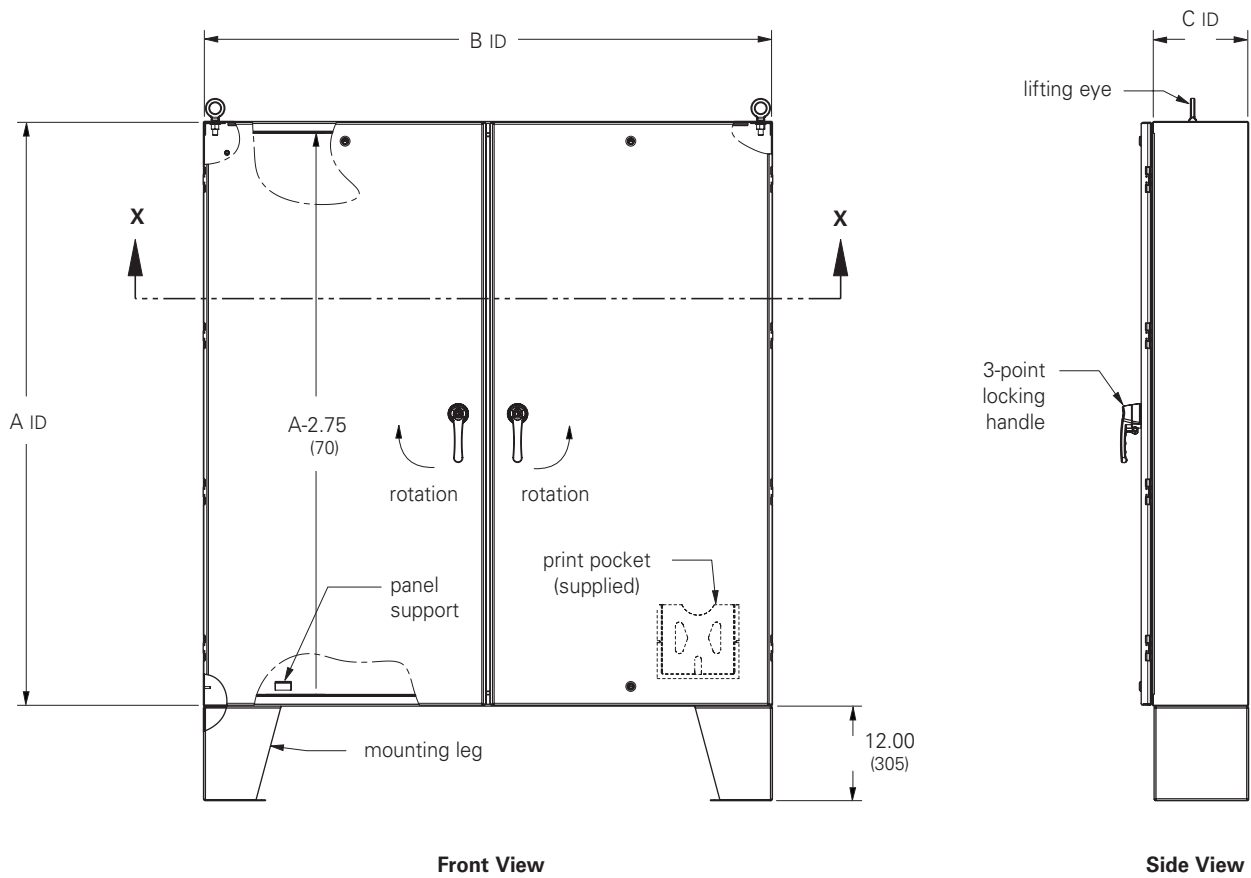 B ID
C ID
lifting eye
X
X
A ID
A-2.75
(70)
3-point
locking
handle
rotation
rotation
print pocket
(supplied)
panel
support
mounting leg
12.00
(305)
Front View
Side View